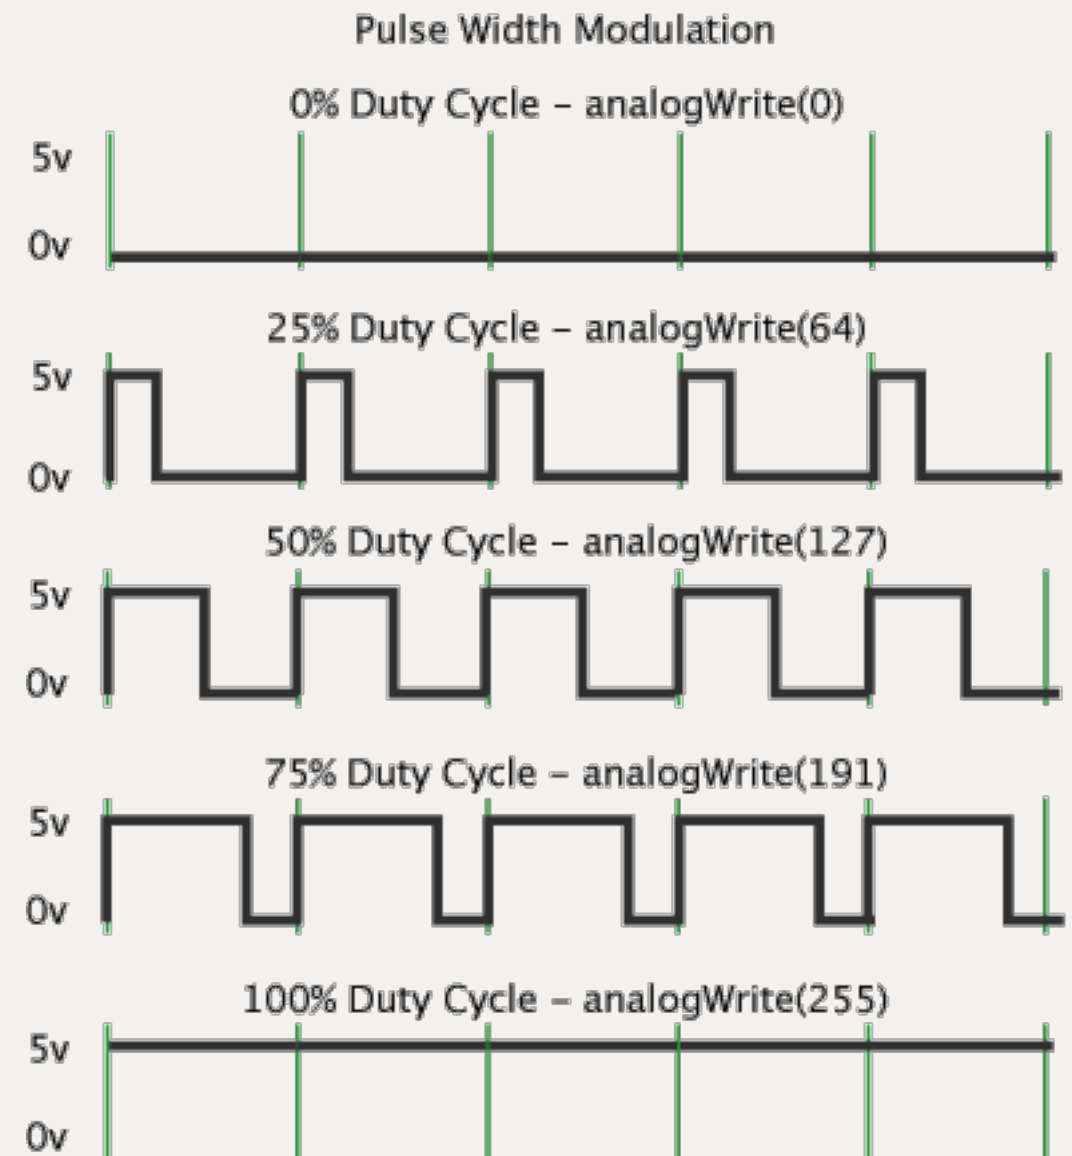 Pulse Width Modulation
0% Duty Cycle – analogWrite(0)
5v
0v
25% Duty Cycle – analogWrite(64)
5v
0v
50% Duty Cycle – analogWrite(127)
5v
0v
75% Duty Cycle – analogWrite(191)
5v
0v
100% Duty Cycle – analogWrite(255)
5v
0v